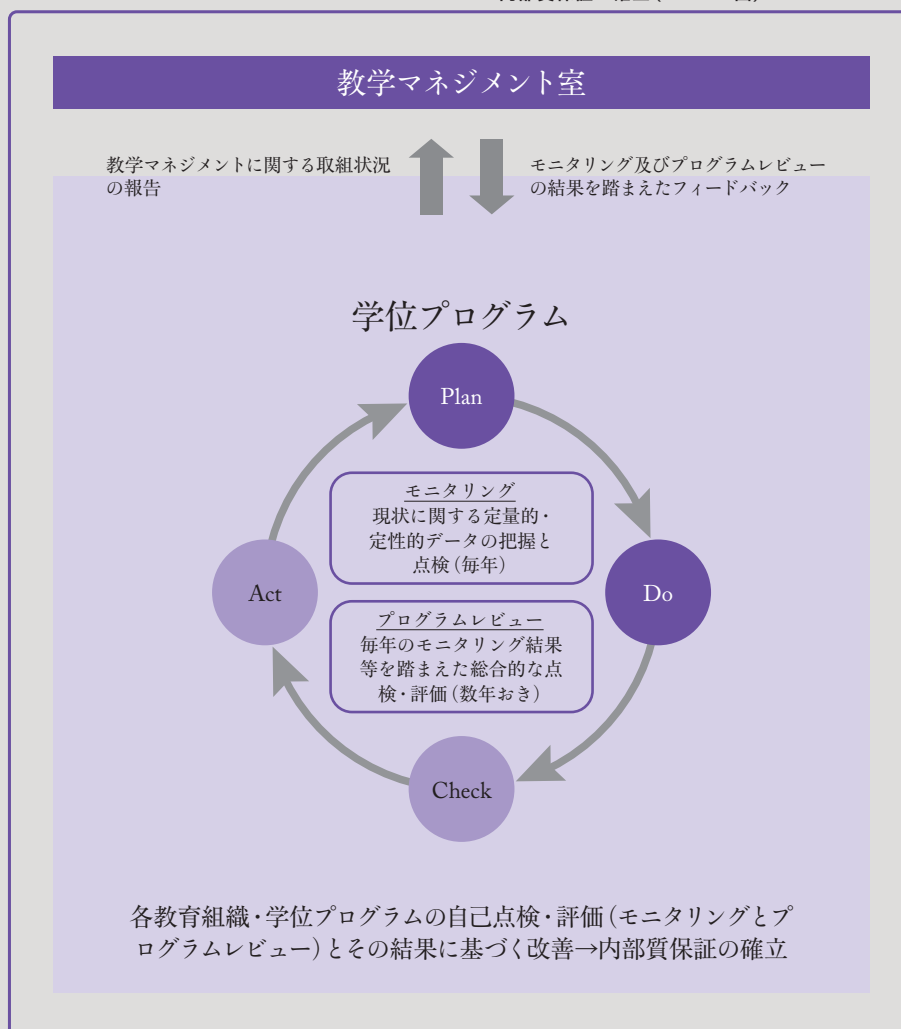 教学マネジメント室
教学マネジメントに関する取組状況
の報告
モニタリング及びプログラムレビュー
の結果を踏まえたフィードバック
学位プログラム
Plan
モニタリング
現状に関する定量的・
定性的データの把握と
点検(毎年)
Act
Do
プログラムレビュー
毎年のモニタリング結果
等を踏まえた総合的な点
検・評価(数年おき)
Check
各教育組織・学位プログラムの自己点検・評価(モニタリングとプ
ログラムレビュー)とその結果に基づく改善→内部質保証の確立